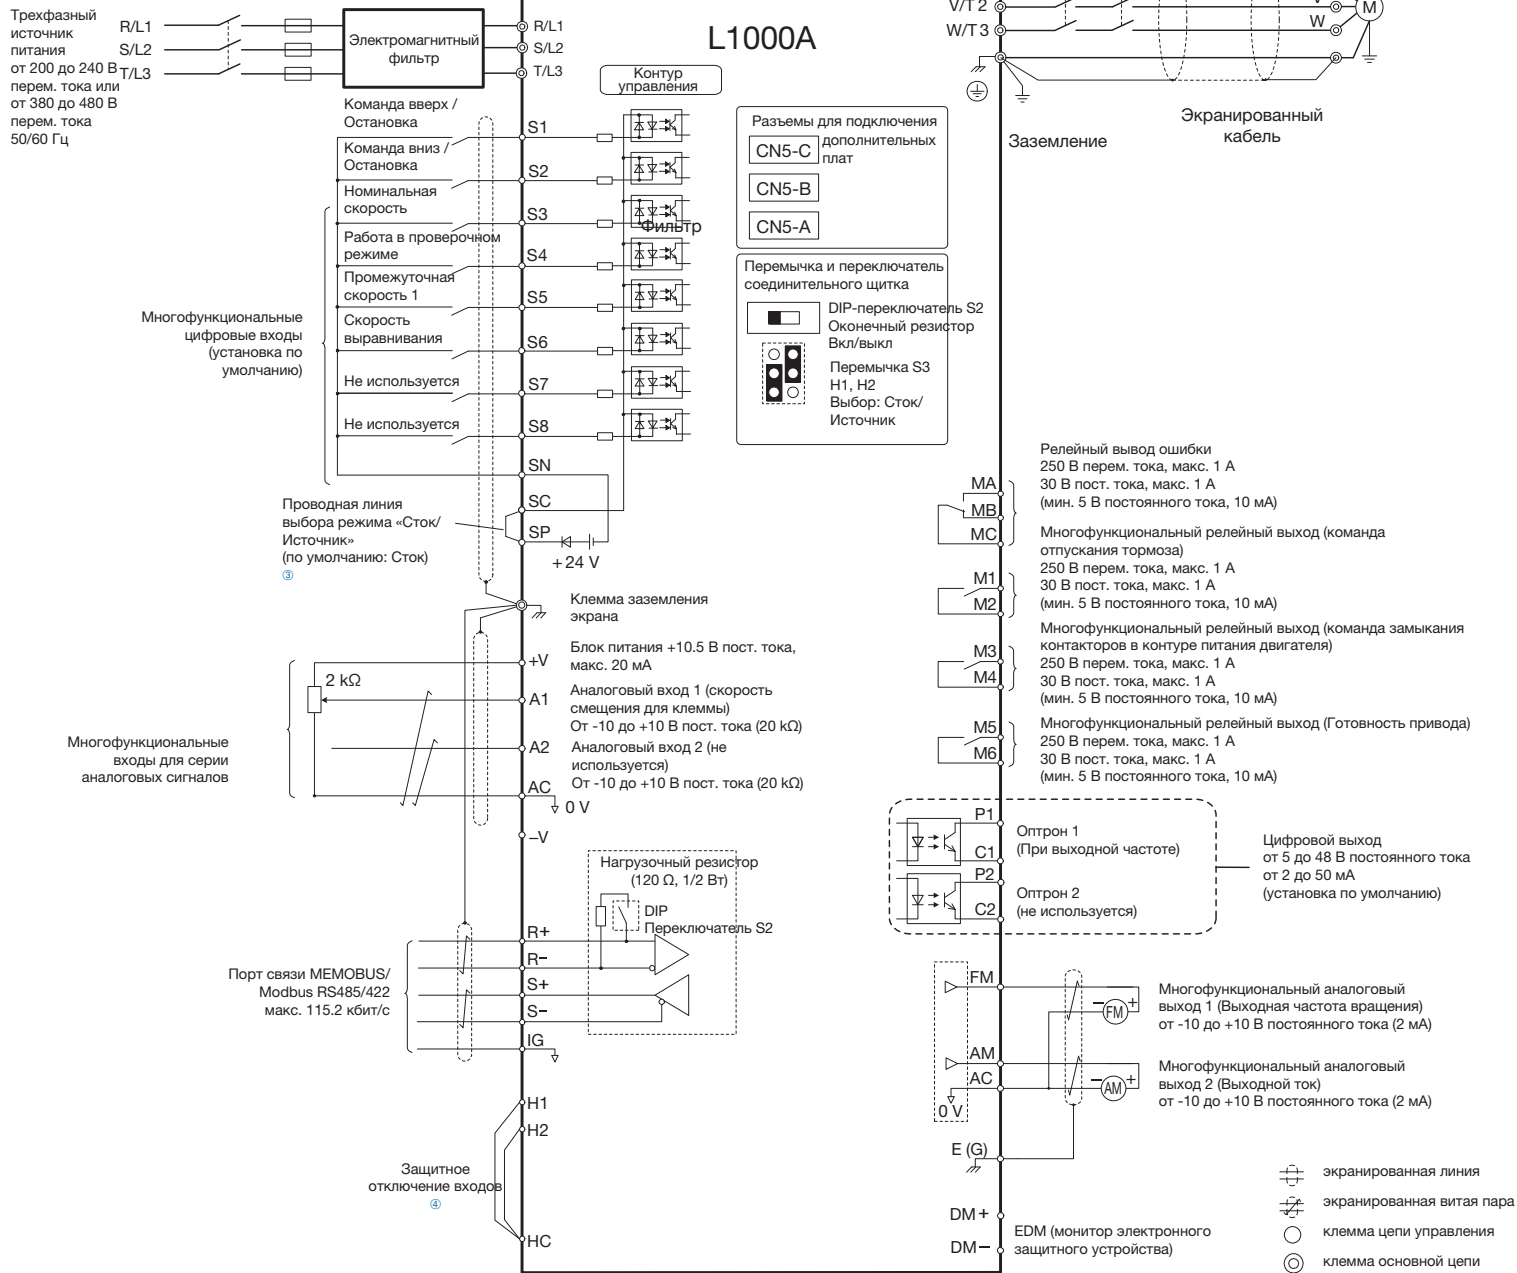 Трехфазный
источник
питания
от 200 до 240 В
перем. тока или
от 380 до 480 В
перем. тока
50/60 Гц
R/L1
S/L2
T/L3
Электромагнитный
фильтр
R/L1
S/L2
T/L3
L1000A
Контур
управления
V/T2
W/T3
W
M
Заземление
Экранированный
кабель
Команда вверх /
Остановка
S1
Команда вниз /
Остановка
S2
Номинальная
скорость
S3
Фильтр
Работа в проверочном
режиме
S4
Промежуточная
скорость 1
S5
Скорость
выравнивания
S6
Не используется
S7
Не используется
S8
Многофункциональные
цифровые входы
(установка по
умолчанию)
SN
SC
SP
+24 V
Проводная линия
выбора режима «Сток/
Источник»
(по умолчанию: Сток)
③
Разъемы для подключения
дополнительных
плат
CN5-C
CN5-B
CN5-A
Перемычка и переключатель
соединительного щитка
DIP-переключатель S2
Оконечный резистор
Вкл/выкл
Перемычка S3
H1, H2
Выбор: Сток/
Источник
Клемма заземления
экрана
+V
Блок питания +10.5 В пост. тока,
макс. 20 мА
2 kΩ
A1
Аналоговый вход 1 (скорость
смещения для клеммы)
От -10 до +10 В пост. тока (20 kΩ)
A2
Аналоговый вход 2 (не
используется)
От -10 до +10 В пост. тока (20 kΩ)
AC
0 V
–V
Многофункциональные
входы для серии
аналоговых сигналов
Нагрузочный резистор
(120 Ω, 1/2 Вт)
DIP
Переключатель S2
R+
R−
S+
S−
IG
Порт связи MEMOBUS/
Modbus RS485/422
макс. 115.2 кбит/с
H1
H2
HC
Защитное
отключение входов
④
MA
MB
MC
Релейный вывод ошибки
250 В перем. тока, макс. 1 А
30 В пост. тока, макс. 1 А
(мин. 5 В постоянного тока, 10 мА)
M1
M2
Многофункциональный релейный выход (команда
отпускания тормоза)
250 В перем. тока, макс. 1 А
30 В пост. тока, макс. 1 А
(мин. 5 В постоянного тока, 10 мА)
M3
M4
Многофункциональный релейный выход (команда замыкания
контакторов в контуре питания двигателя)
250 В перем. тока, макс. 1 А
30 В пост. тока, макс. 1 А
(мин. 5 В постоянного тока, 10 мА)
M5
M6
Многофункциональный релейный выход (Готовность привода)
250 В перем. тока, макс. 1 А
30 В пост. тока, макс. 1 А
(мин. 5 В постоянного тока, 10 мА)
P1
C1
Оптрон 1
(При выходной частоте)
P2
C2
Оптрон 2
(не используется)
Цифровой выход
от 5 до 48 В постоянного тока
от 2 до 50 мА
(установка по умолчанию)
FM
− FM +
Многофункциональный аналоговый
выход 1 (Выходная частота вращения)
от -10 до +10 В постоянного тока (2 мА)
AM
AC
0 V
− AM +
Многофункциональный аналоговый
выход 2 (Выходной ток)
от -10 до +10 В постоянного тока (2 мА)
E (G)
DM +
DM −
EDM (монитор электронного
защитного устройства)
экранированная линия
экранированная витая пара
клемма цепи управления
клемма основной цепи